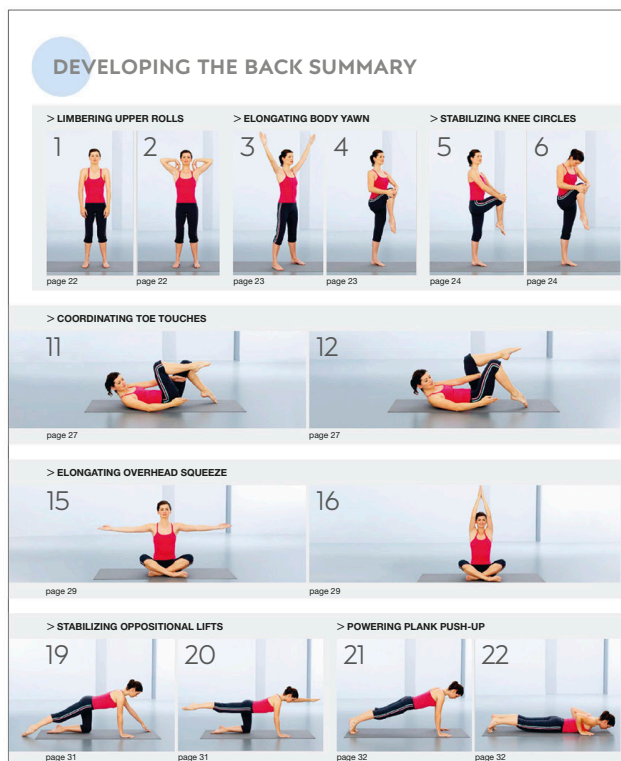 DEVELOPING THE BACK SUMMARY
> LIMBERING UPPER ROLLS
> ELONGATING BODY YAWN
> STABILIZING KNEE CIRCLES
1
2
3
4
5
6
page 22
page 22
page 23
page 23
page 24
page 24
> COORDINATING TOE TOUCHES
11
12
page 27
page 27
> ELONGATING OVERHEAD SQUEEZE
15
16
page 29
page 29
> STABILIZING OPPOSITIONAL LIFTS
> POWERING PLANK PUSH-UP
19
20
21
22
page 31
page 31
page 32
page 32